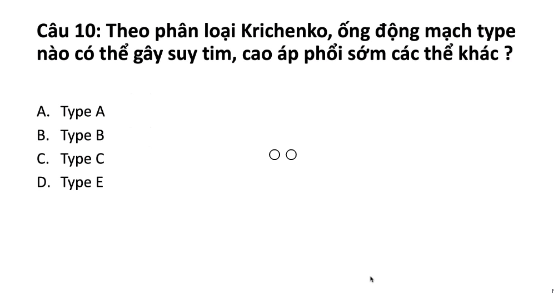 Câu 10: Theo phân loại Krichenko, ống động mạch type
nào có thể gây suy tim, cao áp phổi sớm các thể khác ?
A. Type A
B. Type B
C. Type C
D. Type E